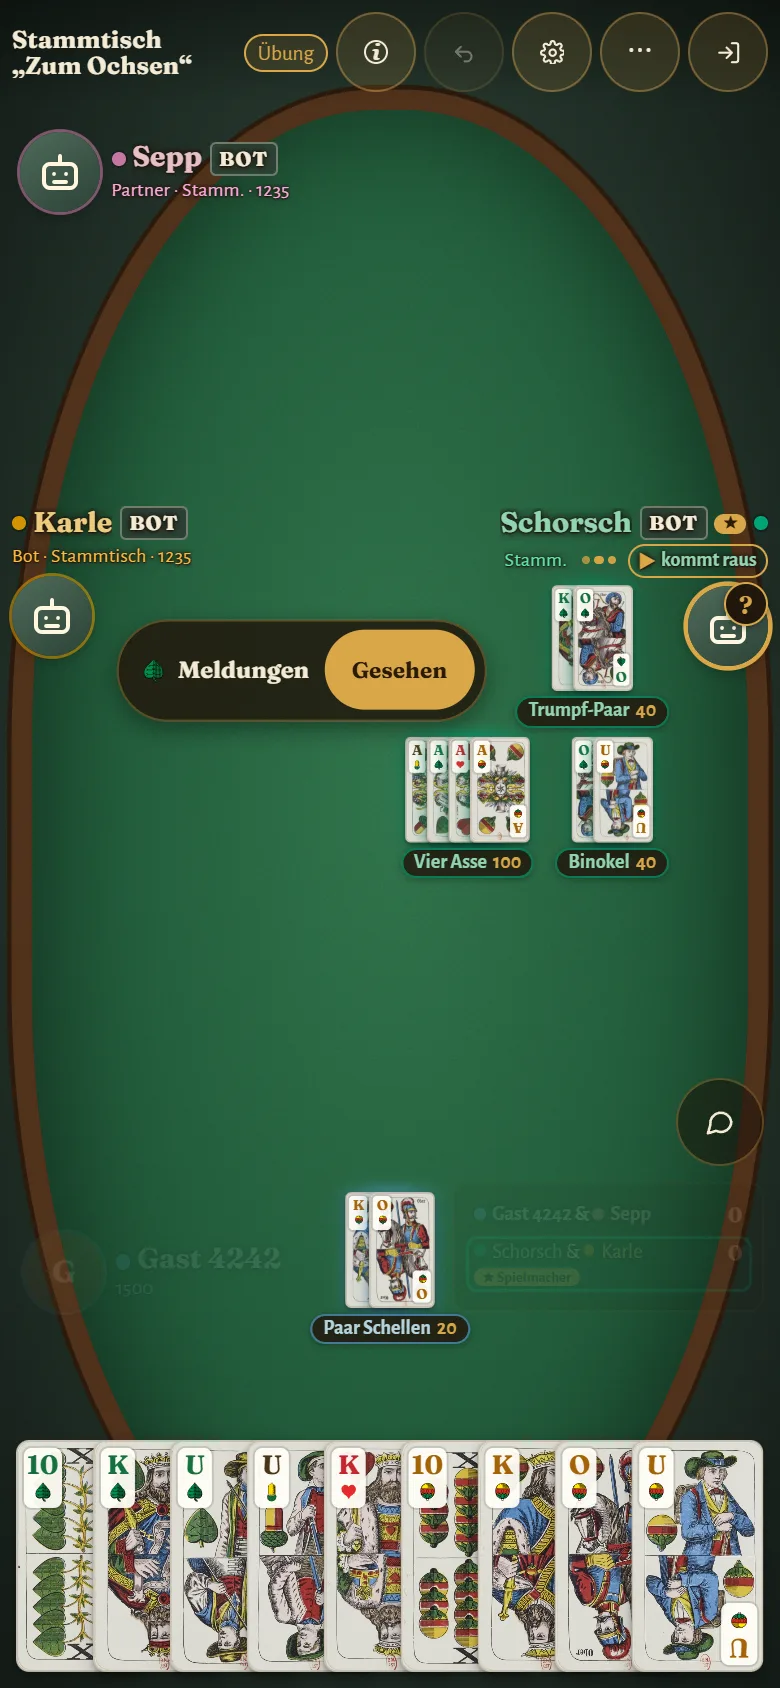 Stammtisch
„Zum Ochsen“
Übung
Sepp BOT
Partner · Stamm. · 1235
Karle BOT
Bot · Stammtisch · 1235
Schorsch BOT ★
Stamm. ▶ kommt raus
?
Meldungen Gesehen
K O
O
Trumpf-Paar 40
A A A A
A
O U
U
Vier Asse 100
Binokel 40
G
Gast 4242
1500
K O
O
Paar Schellen 20
Gast 4242 & Sepp 0
Schorsch & Karle 0
★ Spielmacher
10 K U U K 10 K O U
U